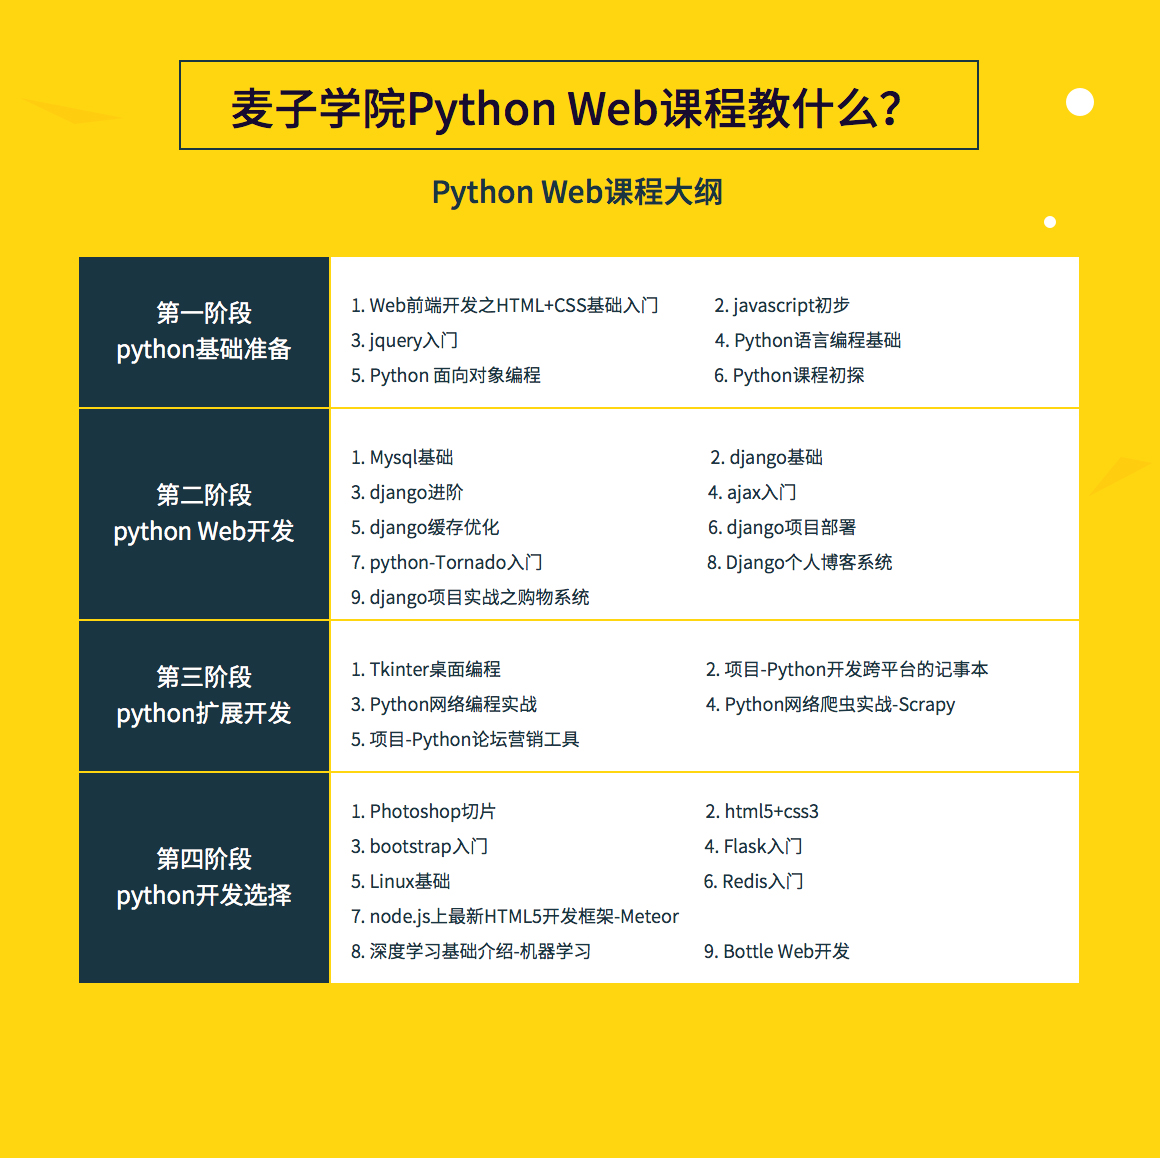 麦子学院Python Web课程教什么?
Python Web课程大纲
第一阶段
python基础准备
1. Web前端开发之HTML+CSS基础入门
2. javascript初步
3. jquery入门
4. Python语言编程基础
5. Python 面向对象编程
6. Python课程初探
第二阶段
python Web开发
1. Mysql基础
2. django基础
3. django进阶
4. ajax入门
5. django缓存优化
6. django项目部署
7. python-Tornado入门
8. Django个人博客系统
9. django项目实战之购物系统
第三阶段
python扩展开发
1. Tkinter桌面编程
2. 项目-Python开发跨平台的记事本
3. Python网络编程实战
4. Python网络爬虫实战-Scrapy
5. 项目-Python论坛营销工具
第四阶段
python开发选择
1. Photoshop切片
2. html5+css3
3. bootstrap入门
4. Flask入门
5. Linux基础
6. Redis入门
7. node.js上最新HTML5开发框架-Meteor
8. 深度学习基础介绍-机器学习
9. Bottle Web开发